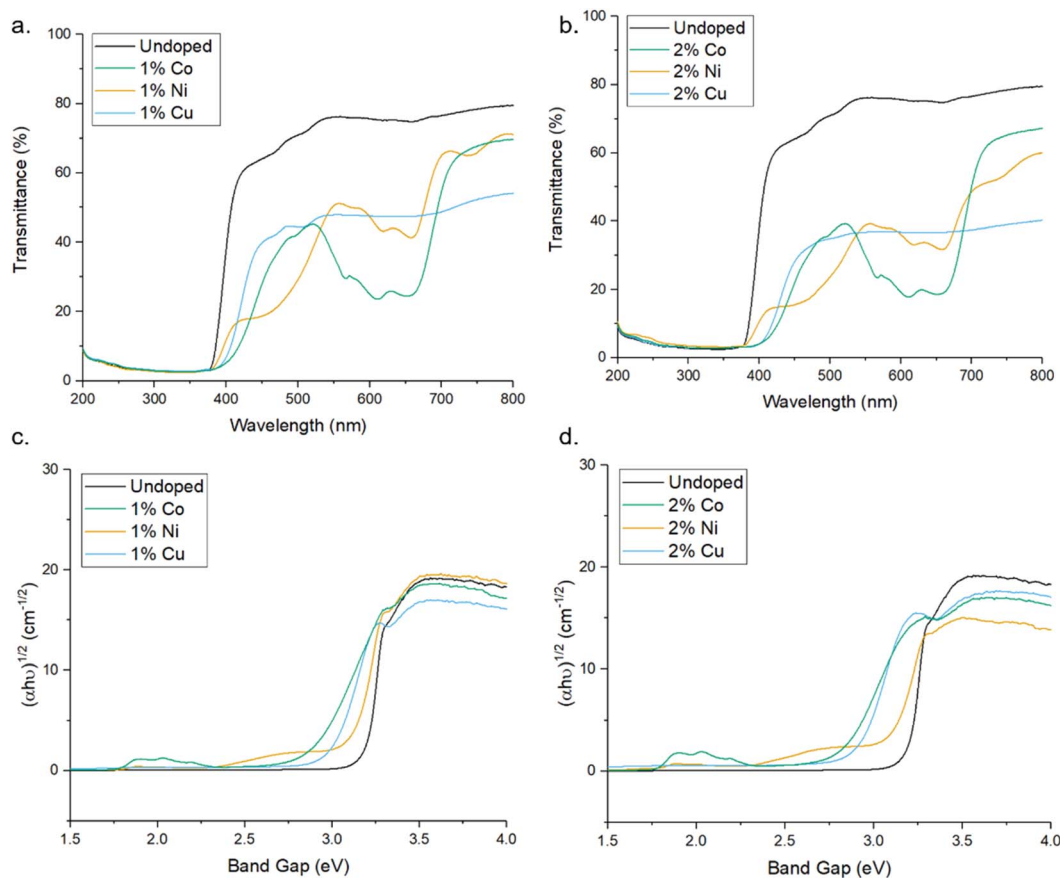 a.
Undoped
1% Co
1% Ni
1% Cu
100
80
60
40
20
0
Transmittance (%)
200 300 400 500 600 700 800
Wavelength (nm)
b.
Undoped
2% Co
2% Ni
2% Cu
100
80
60
40
20
0
Transmittance (%)
200 300 400 500 600 700 800
Wavelength (nm)
c.
Undoped
1% Co
1% Ni
1% Cu
30
20
10
0
(αhυ)^1/2 (cm^-1/2)
1.5 2.0 2.5 3.0 3.5 4.0
Band Gap (eV)
d.
Undoped
2% Co
2% Ni
2% Cu
30
20
10
0
(αhυ)^1/2 (cm^-1/2)
1.5 2.0 2.5 3.0 3.5 4.0
Band Gap (eV)